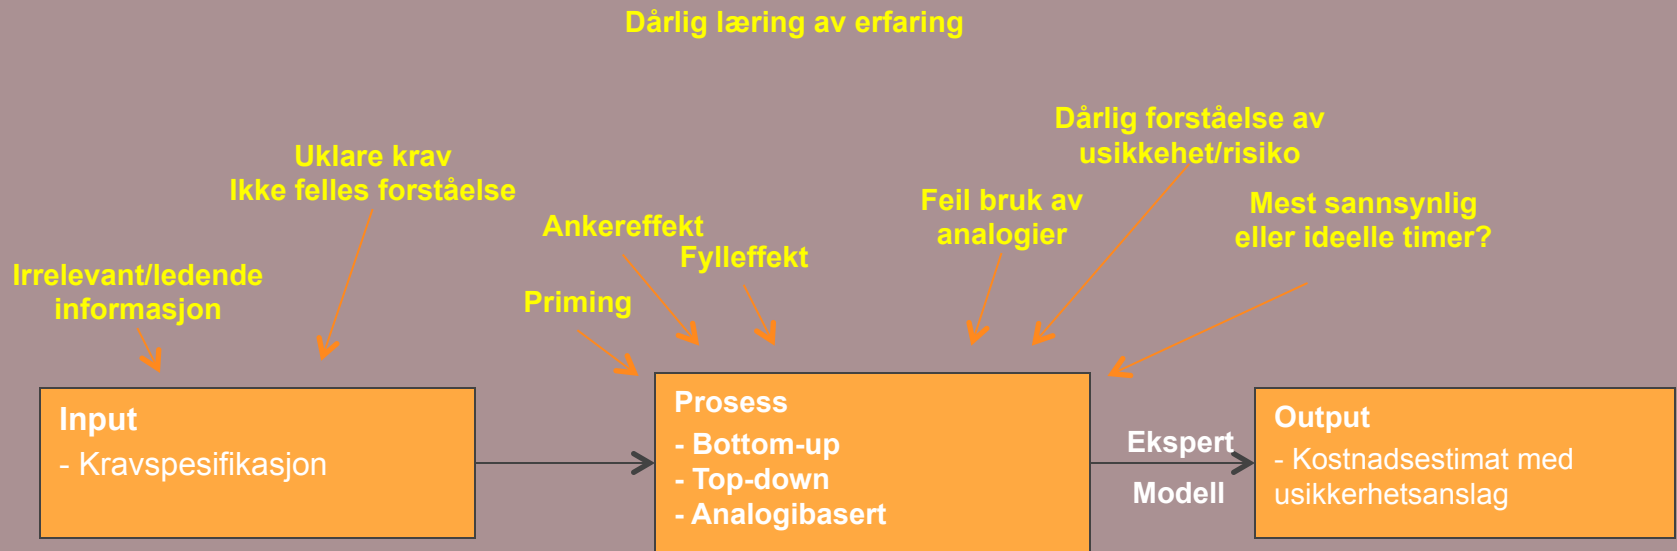 Dårlig læring av erfaring
Dårlig forståelse av
usikkehet/risiko
Uklare krav
Ikke felles forståelse
Feil bruk av
analogier
Mest sannsynlig
eller ideelle timer?
Ankereffekt
Fylleffekt
Irrelevant/ledende
informasjon
Priming
Input
- Kravspesifikasjon
Prosess
- Bottom-up
- Top-down
- Analogibasert
Ekspert
Modell
Output
- Kostnadsestimat med
usikkerhetsanslag